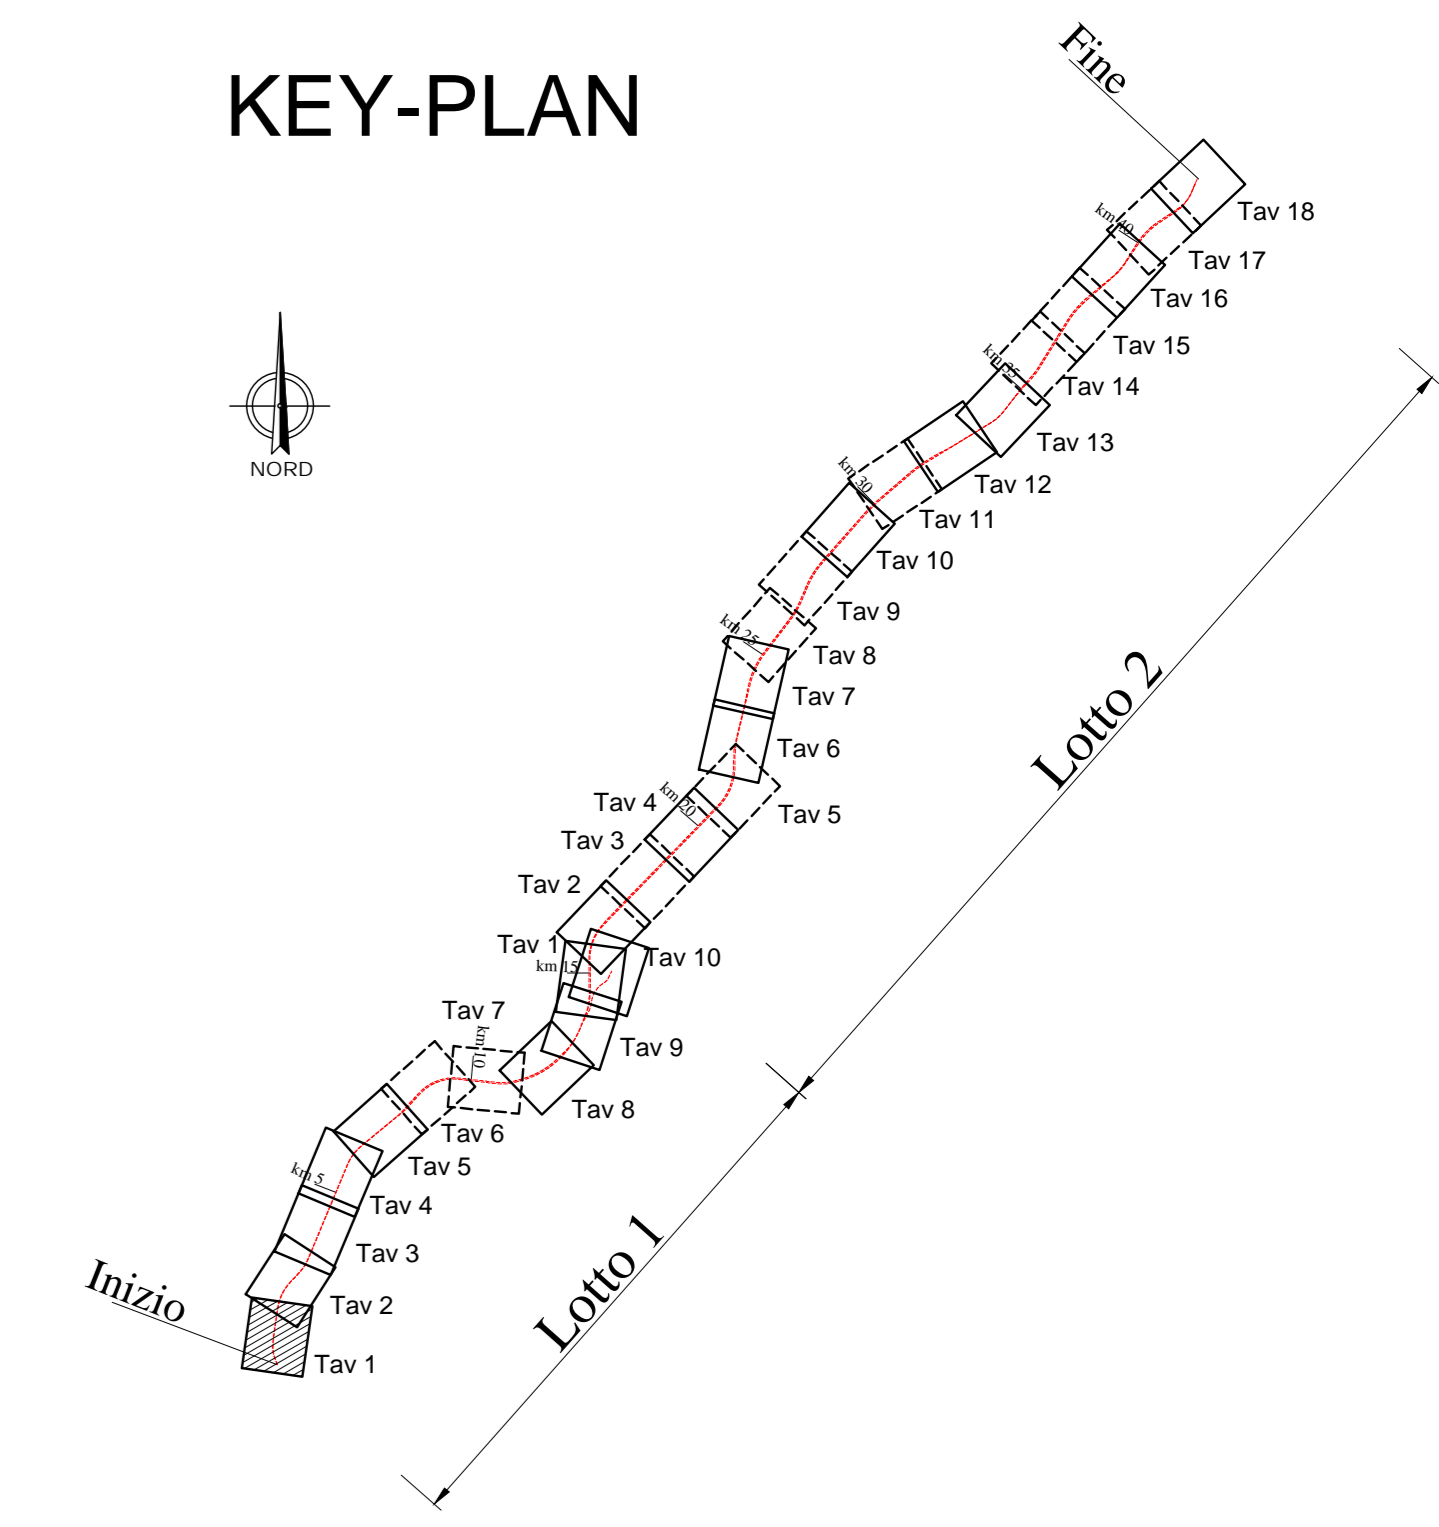 KEY-PLAN
Fine
NORD
Tav 18
km 40
Tav 17
Tav 16
Tav 15
km 35
Tav 14
Tav 13
Tav 12
km 30
Tav 11
Tav 10
Tav 9
km 25
Tav 8
Tav 7
Tav 6
Tav 5
km 20
Tav 4
Tav 3
Tav 2
Tav 1
Lotto 2
km 15
Tav 10
Tav 9
Tav 8
km 10
Tav 7
Tav 6
Tav 5
km 5
Tav 4
Tav 3
Tav 2
Tav 1
Inizio
Lotto 1